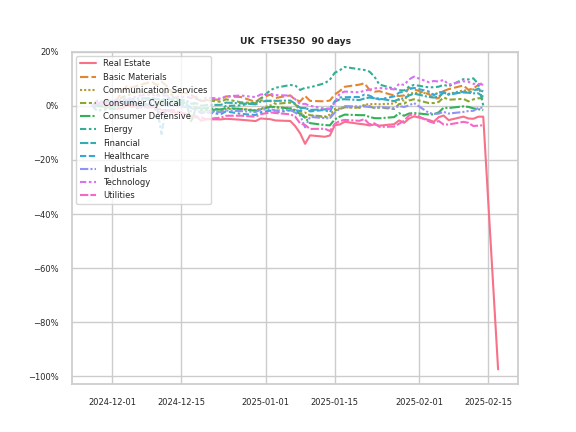 UK FTSE350 90 days
20%
0%
−20%
−40%
−60%
−80%
−100%
Real Estate
Basic Materials
Communication Services
Consumer Cyclical
Consumer Defensive
Energy
Financial
Healthcare
Industrials
Technology
Utilities
2024-12-01 2024-12-15 2025-01-01 2025-01-15 2025-02-01 2025-02-15